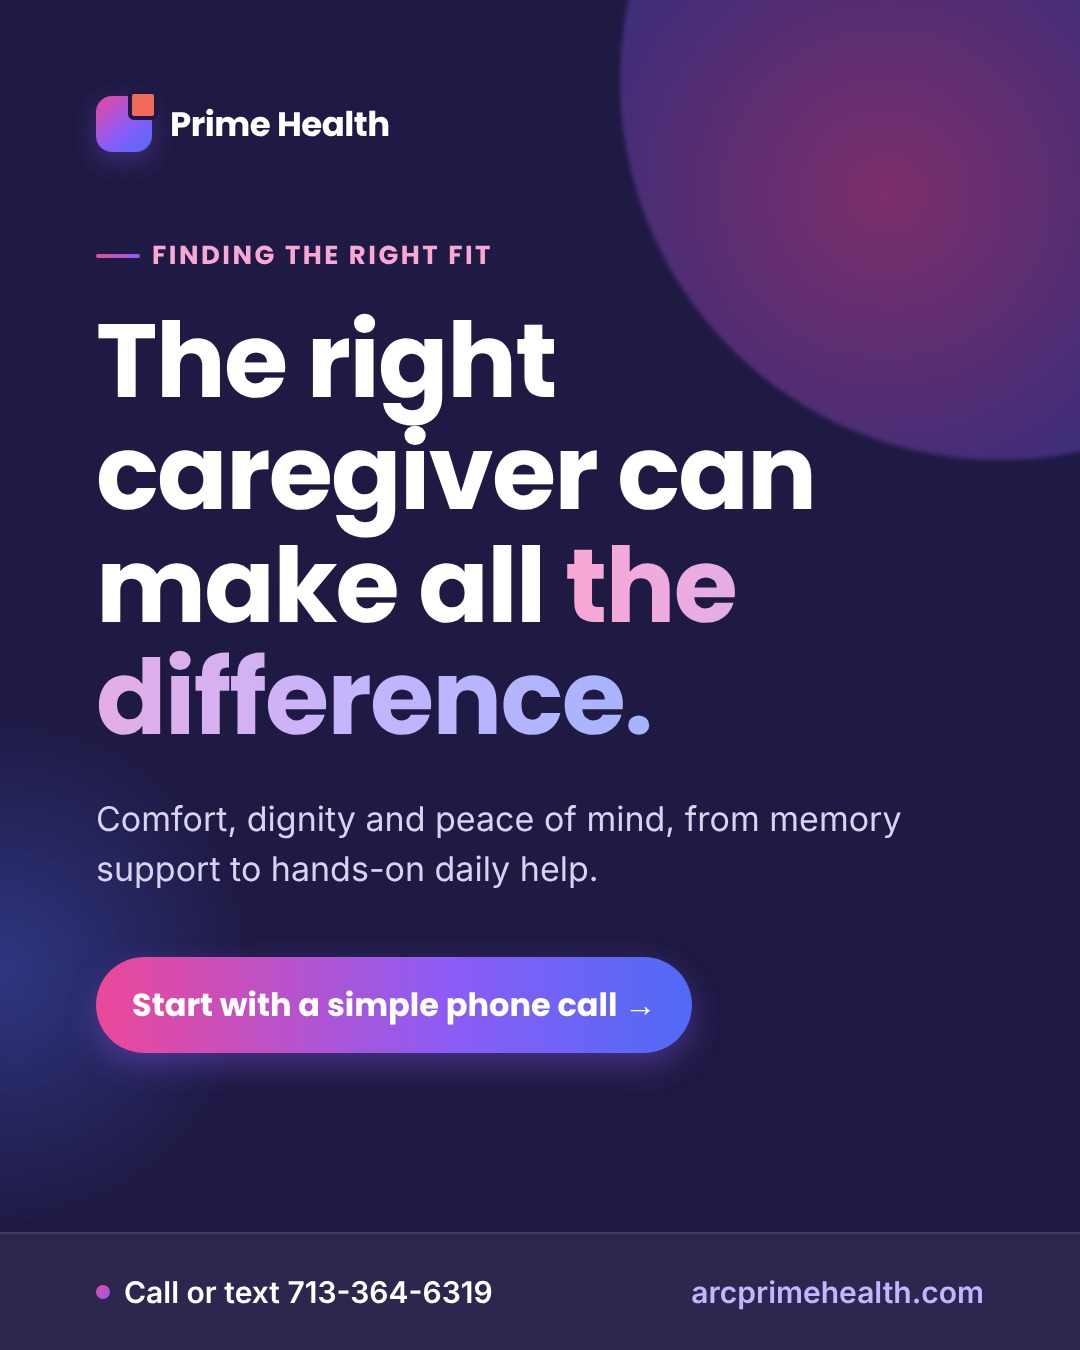 Prime Health
FINDING THE RIGHT FIT
The right
caregiver can
make all the
difference.
Comfort, dignity and peace of mind, from memory
support to hands-on daily help.
Start with a simple phone call →
Call or text 713-364-6319
arcprimehealth.com